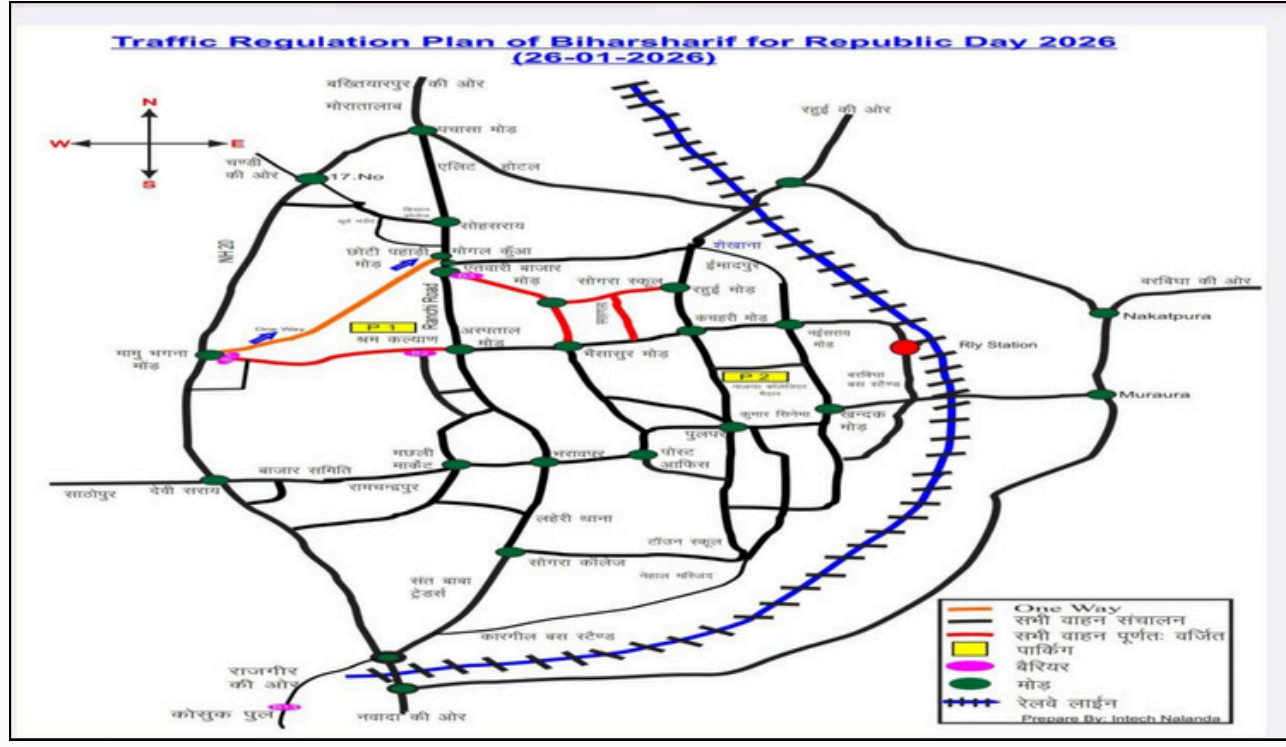 Traffic Regulation Plan of Biharsharif for Republic Day 2026
(26-01-2026)
बख्तियारपुर की ओर
मोरातालाब
रहुई की ओर
N
W
E
S
पचासा मोड़
चण्डी
की ओर
17.No
एलिट होटल
सोहसराय
NH 20
छोटी पहाड़ी
मोड़
मोगल कुँआ
एतवारी बाजार
मोड़
शेखाना
ईमादपुर
सोगरा स्कूल
रहुई मोड़
बरबिघा की ओर
Nakatpura
Ranchi Road
One Way
P 1
श्रम कल्याण
अस्पताल
मोड़
कचहरी मोड़
नईसराय
मोड़
Rly Station
मामु भगना
मोड़
भैसासुर मोड़
P 2
बरबिघा
बस स्टैण्ड
Muraura
कुमार सिनेमा
खन्दक
मोड़
पुलपर
मछली
मार्केट
भरावपर
पोस्ट
आफिस
बाजार समिति
साठोपुर
देवी सराय
रामचन्द्रपुर
लहेरी थाना
टॉउन स्कूल
सोगरा कॉलेज
नेहाल मस्जिद
संत बाबा
ट्रेडर्स
कारगील बस स्टैण्ड
राजगीर
की ओर
कोसुक पुल
नवादा की ओर
One Way
सभी वाहन संचालन
सभी वाहन पूर्णतः वर्जित
पार्किंग
बैरियर
मोड़
रेलवे लाईन
Prepare By: Intech Nalanda